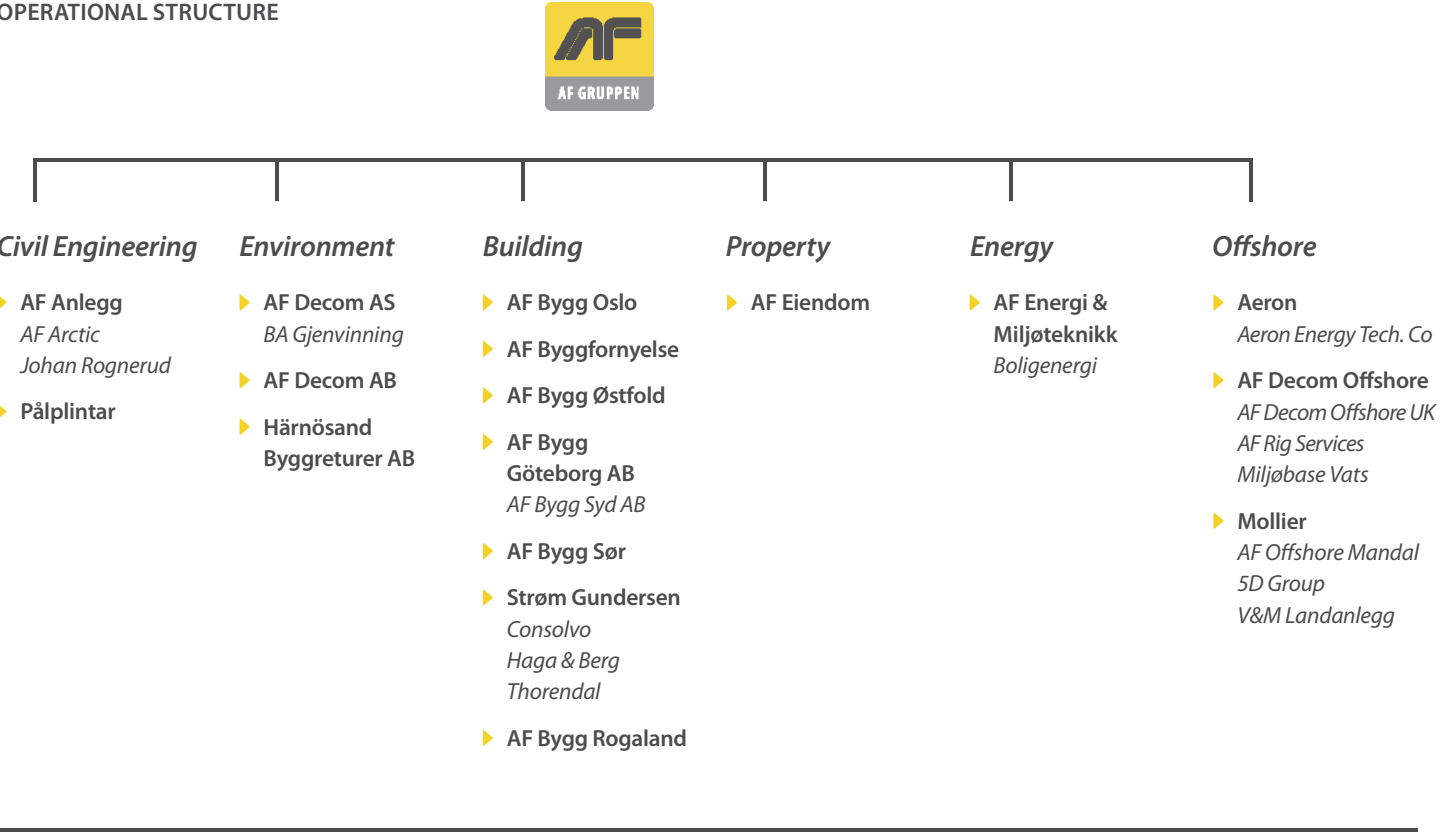 OPERATIONAL STRUCTURE
AF
AF GRUPPEN
Civil Engineering
AF Anlegg
AF Arctic
Johan Rognerud
Pålplintar
Environment
AF Decom AS
BA Gjenvinning
AF Decom AB
Härnösand
Byggreturer AB
Building
AF Bygg Oslo
AF Byggfornyelse
AF Bygg Østfold
AF Bygg
Göteborg AB
AF Bygg Syd AB
AF Bygg Sør
Strøm Gundersen
Consolvo
Haga & Berg
Thorendal
AF Bygg Rogaland
Property
AF Eiendom
Energy
AF Energi &
Miljøteknikk
Boligenergi
Offshore
Aeron
Aeron Energy Tech. Co
AF Decom Offshore
AF Decom Offshore UK
AF Rig Services
Miljøbase Vats
Mollier
AF Offshore Mandal
5D Group
V&M Landanlegg